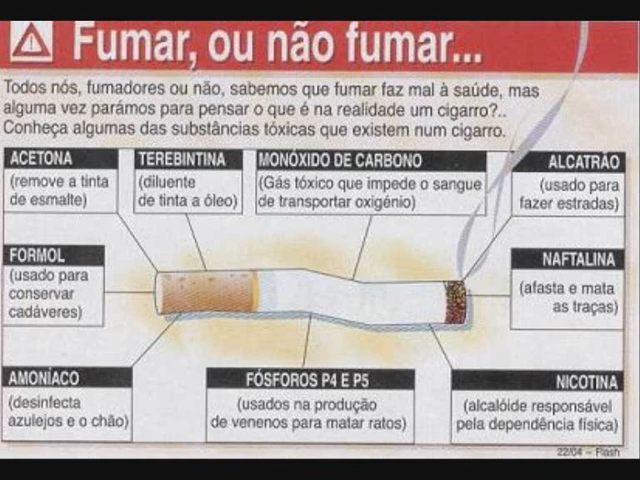 Fumar, ou não fumar...
Todos nós, fumadores ou não, sabemos que fumar faz mal à saúde, mas
alguma vez parámos para pensar o que é na realidade um cigarro?..
Conheça algumas das substâncias tóxicas que existem num cigarro.
ACETONA
(remove a tinta
de esmalte)
TEREBINTINA
(diluente
de tinta a óleo)
MONÓXIDO DE CARBONO
(Gás tóxico que impede o sangue
de transportar oxigénio)
ALCATRÃO
(usado para
fazer estradas)
FORMOL
(usado para
conservar
cadáveres)
NAFTALINA
(afasta e mata
as traças)
AMONÍACO
(desinfecta
azulejos e o chão)
FÓSFOROS P4 E P5
(usados na produção
de venenos para matar ratos)
NICOTINA
(alcalóide responsável
pela dependência física)
22/04 – Flash